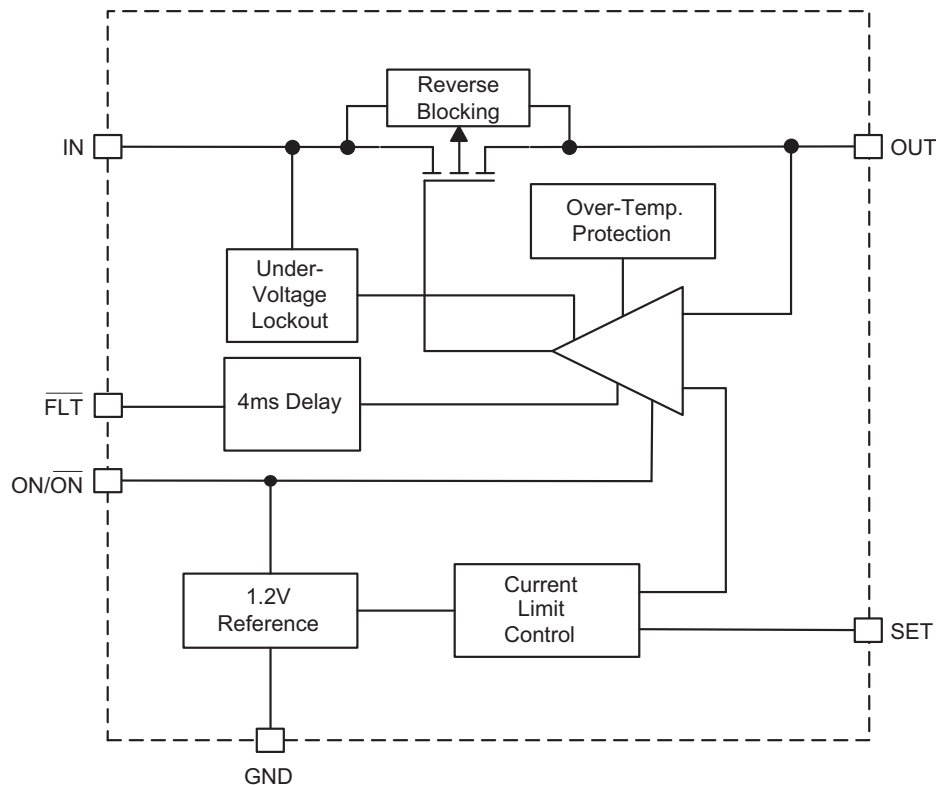 Reverse
Blocking
IN
OUT
Over-Temp.
Protection
Under-
Voltage
Lockout
FLT
4ms Delay
ON/ON
1.2V
Reference
Current
Limit
Control
SET
GND